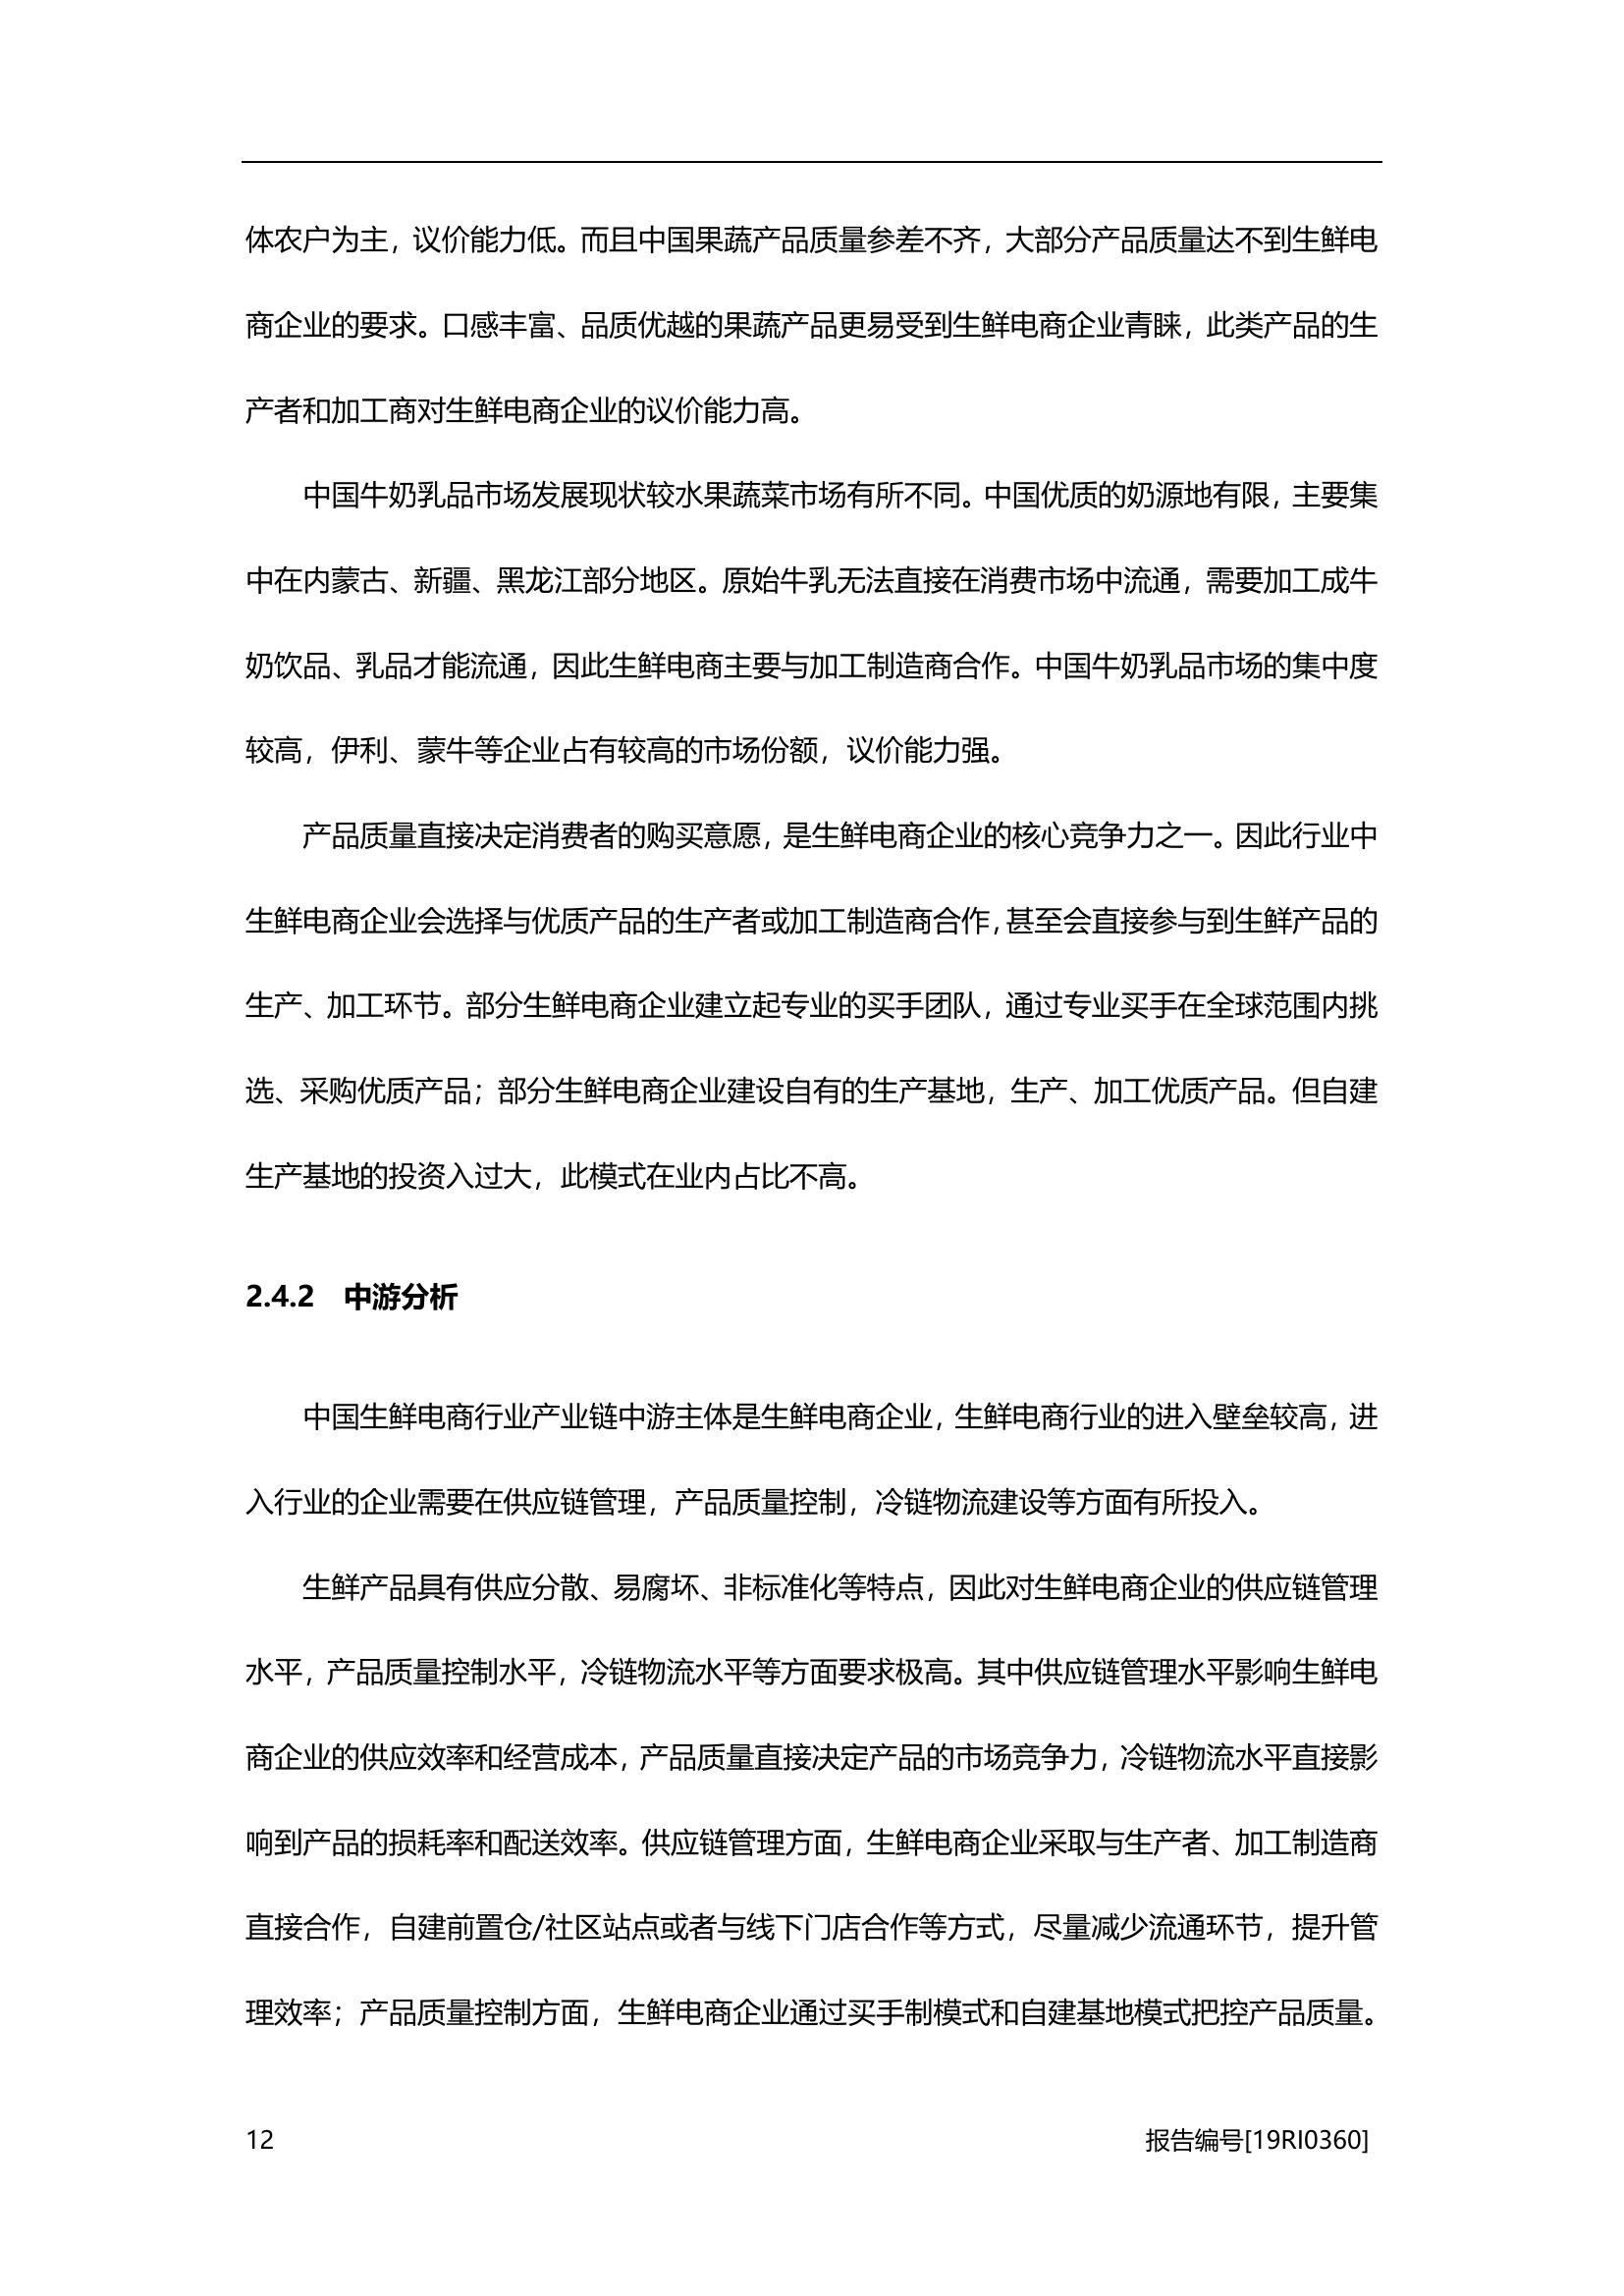 体农户为主，议价能力低。而且中国果蔬产品质量参差不齐，大部分产品质量达不到生鲜电
商企业的要求。口感丰富、品质优越的果蔬产品更易受到生鲜电商企业青睐，此类产品的生
产者和加工商对生鲜电商企业的议价能力高。
中国牛奶乳品市场发展现状较水果蔬菜市场有所不同。中国优质的奶源地有限，主要集
中在内蒙古、新疆、黑龙江部分地区。原始牛乳无法直接在消费市场中流通，需要加工成牛
奶饮品、乳品才能流通，因此生鲜电商主要与加工制造商合作。中国牛奶乳品市场的集中度
较高，伊利、蒙牛等企业占有较高的市场份额，议价能力强。
产品质量直接决定消费者的购买意愿，是生鲜电商企业的核心竞争力之一。因此行业中
生鲜电商企业会选择与优质产品的生产者或加工制造商合作，甚至会直接参与到生鲜产品的
生产、加工环节。部分生鲜电商企业建立起专业的买手团队，通过专业买手在全球范围内挑
选、采购优质产品；部分生鲜电商企业建设自有的生产基地，生产、加工优质产品。但自建
生产基地的投资入过大，此模式在业内占比不高。
2.4.2 中游分析
中国生鲜电商行业产业链中游主体是生鲜电商企业，生鲜电商行业的进入壁垒较高，进
入行业的企业需要在供应链管理，产品质量控制，冷链物流建设等方面有所投入。
生鲜产品具有供应分散、易腐坏、非标准化等特点，因此对生鲜电商企业的供应链管理
水平，产品质量控制水平，冷链物流水平等方面要求极高。其中供应链管理水平影响生鲜电
商企业的供应效率和经营成本，产品质量直接决定产品的市场竞争力，冷链物流水平直接影
响到产品的损耗率和配送效率。供应链管理方面，生鲜电商企业采取与生产者、加工制造商
直接合作，自建前置仓/社区站点或者与线下门店合作等方式，尽量减少流通环节，提升管
理效率；产品质量控制方面，生鲜电商企业通过买手制模式和自建基地模式把控产品质量。
12 报告编号[19RI0360]